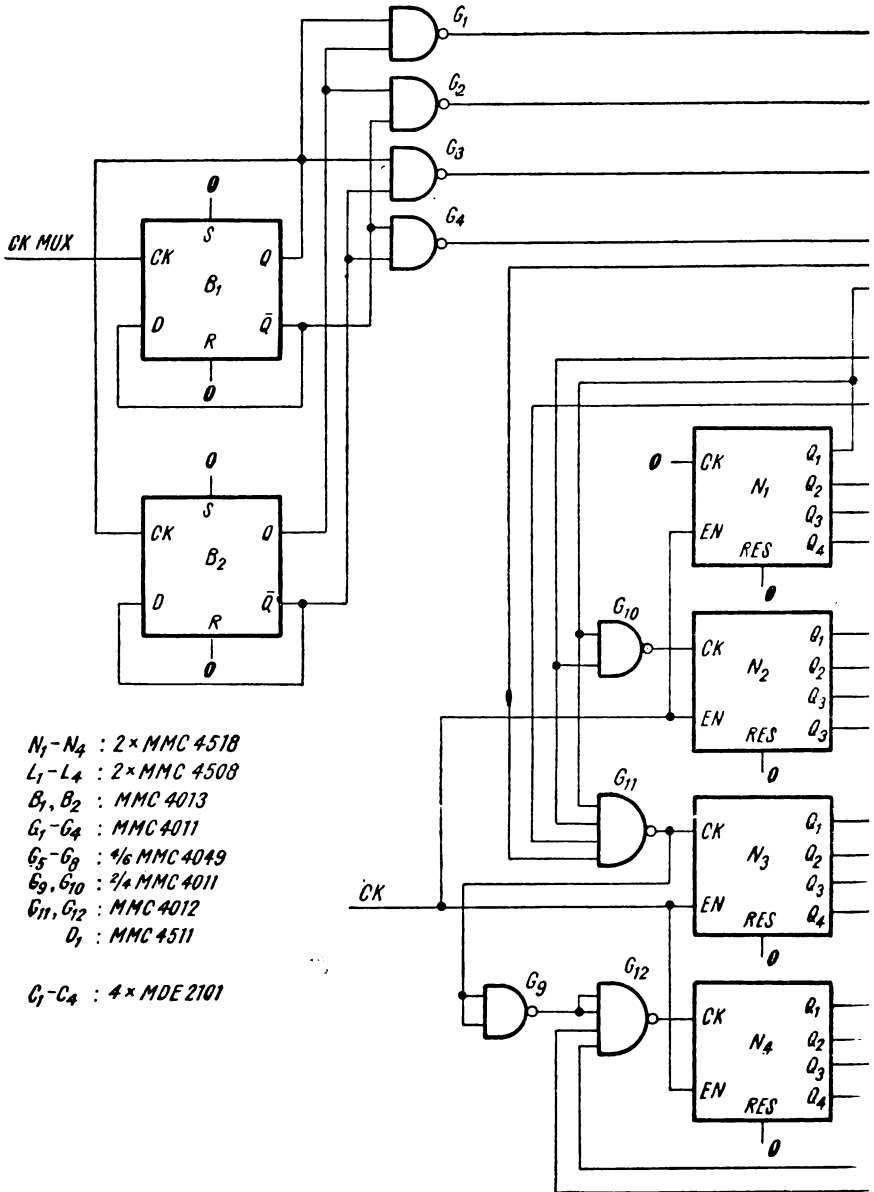 G₁
G₂
G₃
G₄
0
CK MUX
CK
S
Q
B₁
D
R
Q̄
0
0
CK
S
Q
B₂
D
R
Q̄
0
0
CK
N₁
Q₁
Q₂
Q₃
Q₄
EN
RES
0
G₁₀
CK
N₂
Q₁
Q₂
Q₃
Q₃
EN
RES
0
G₁₁
CK
N₃
Q₁
Q₂
Q₃
Q₄
EN
RES
0
CK
G₉
G₁₂
CK
N₄
Q₁
Q₂
Q₃
Q₄
EN
RES
0
N₁-N₄ : 2×MMC 4518
L₁-L₄ : 2×MMC 4508
B₁, B₂ : MMC 4013
G₁-G₄ : MMC 4011
G₅-G₈ : 4/6 MMC 4049
G₉, G₁₀ : 2/4 MMC 4011
G₁₁, G₁₂ : MMC 4012
D₁ : MMC 4511
C₁-C₄ : 4×MDE 2101